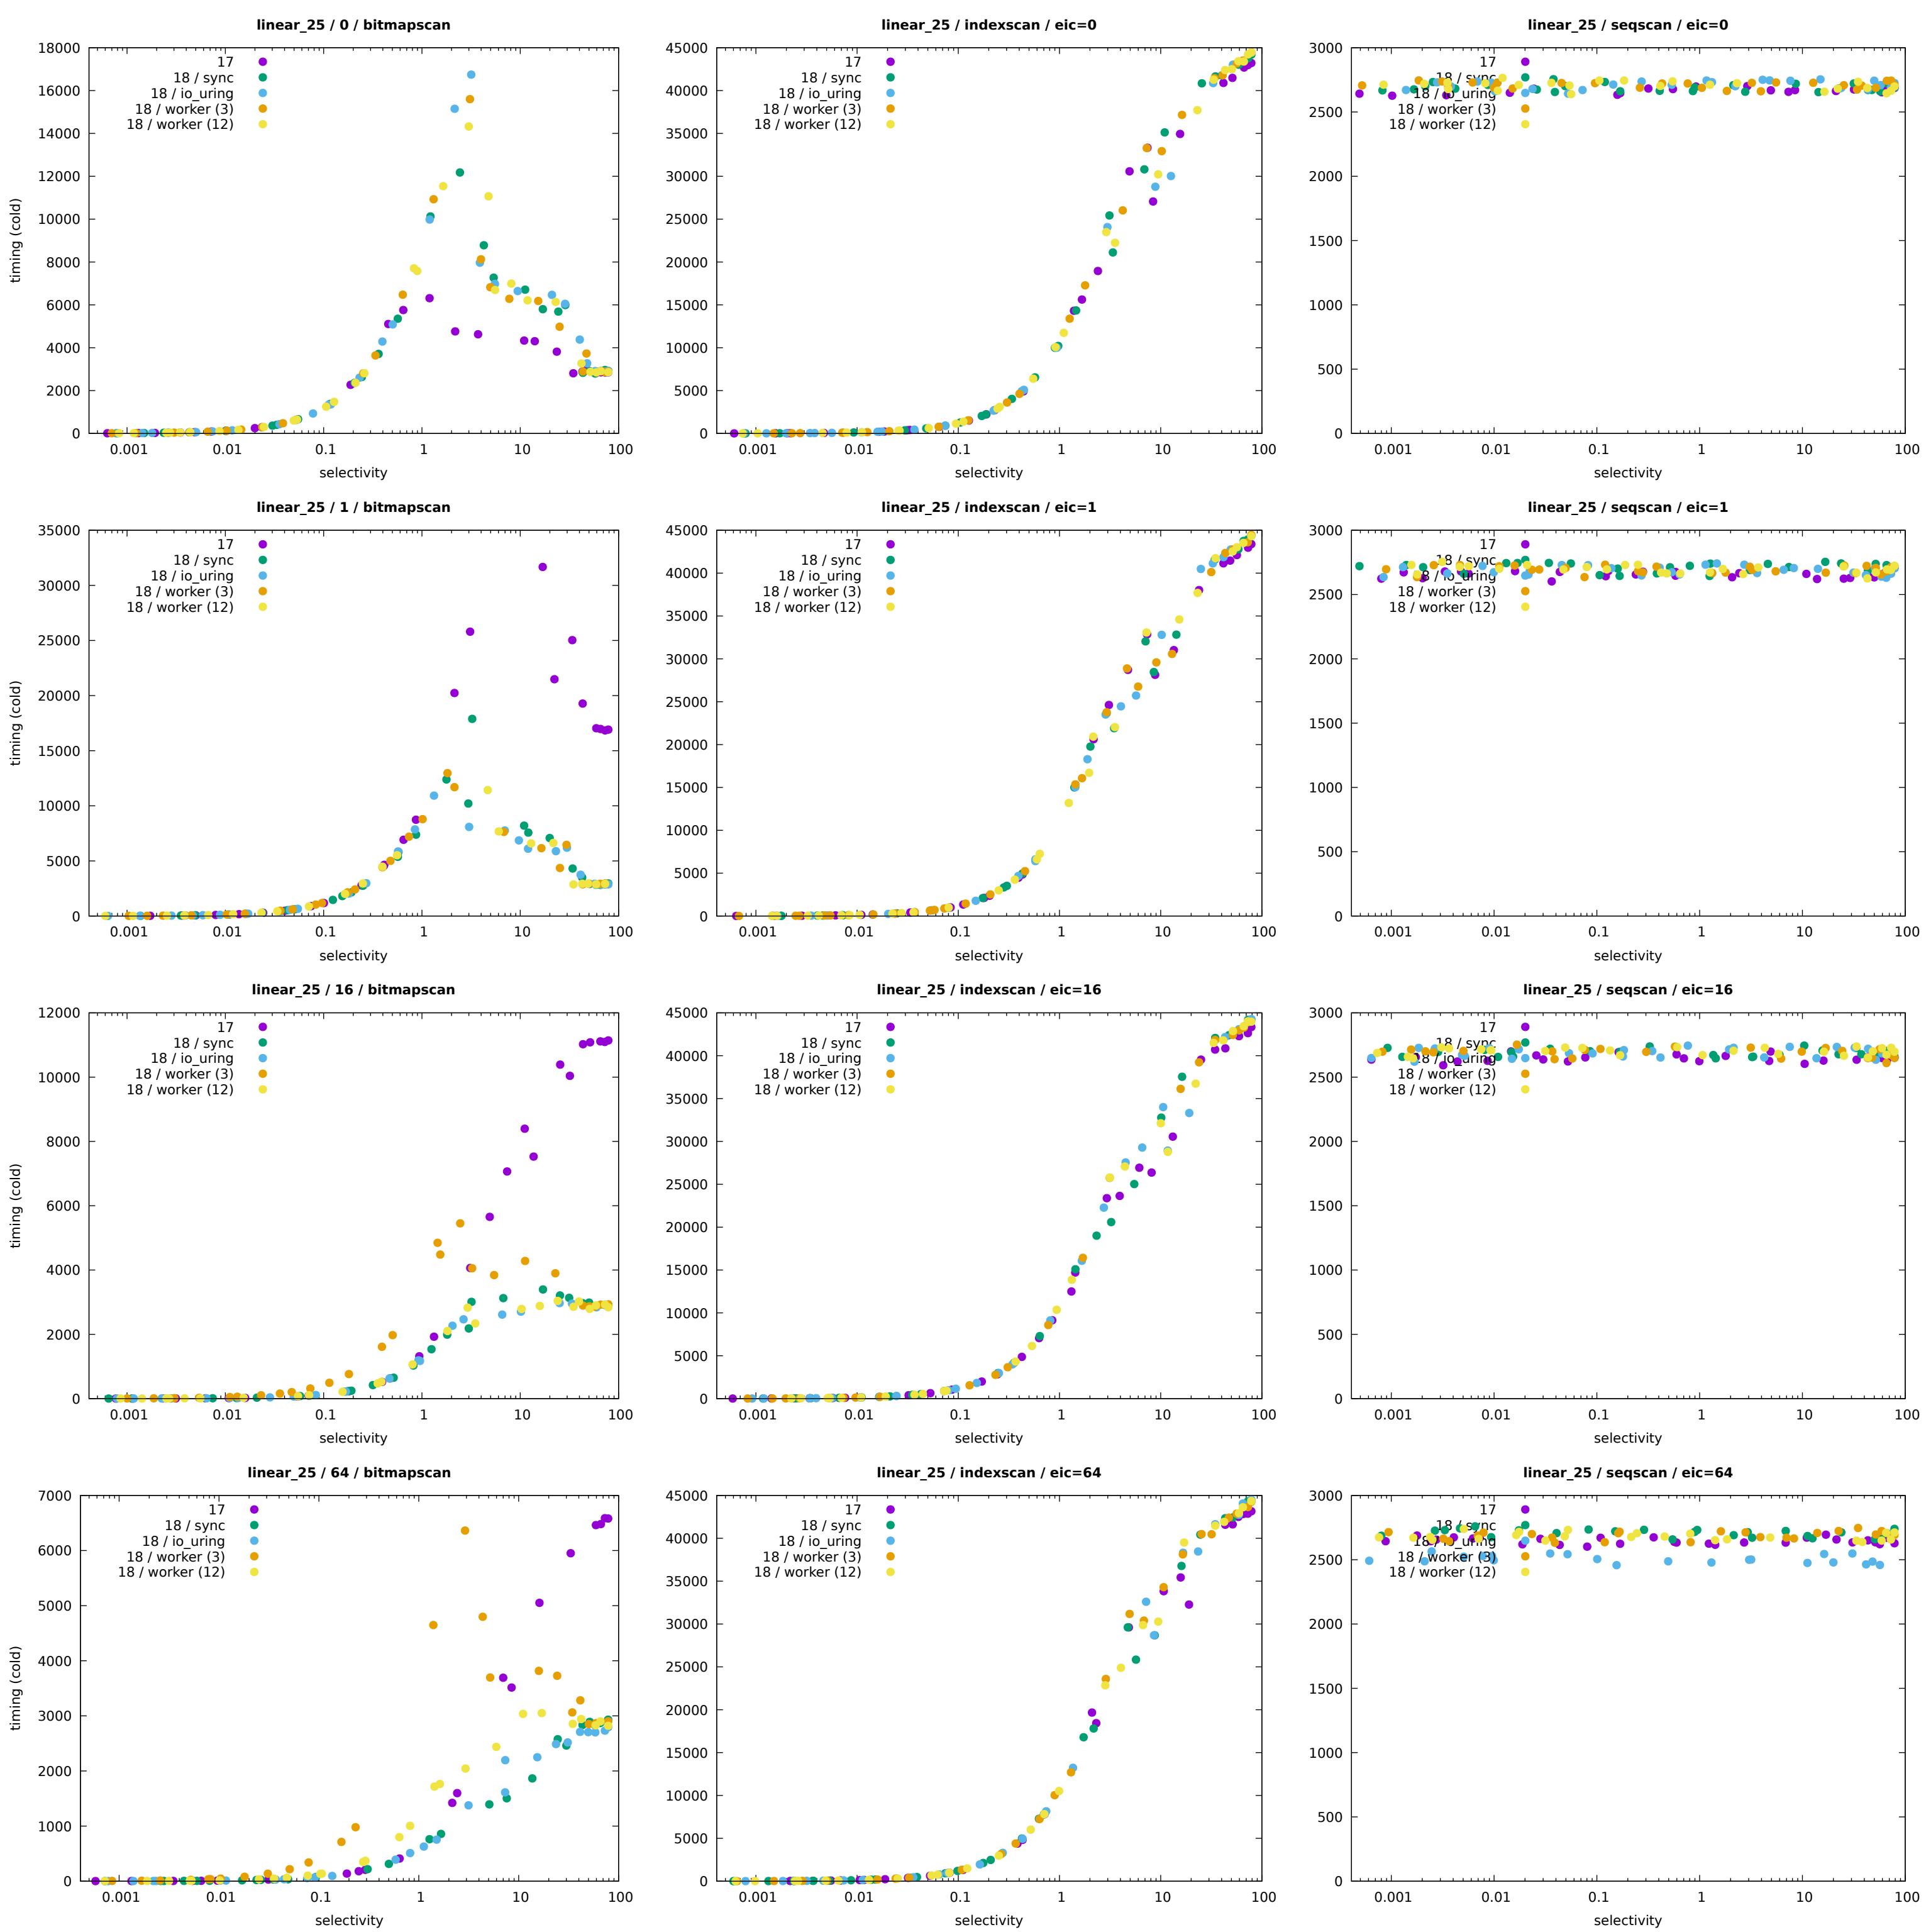 linear_25 / 0 / bitmapscan
17
18 / sync
18 / io_uring
18 / worker (3)
18 / worker (12)
timing (cold)
18000
16000
14000
12000
10000
8000
6000
4000
2000
0
0.001 0.01 0.1 1 10 100
selectivity
linear_25 / indexscan / eic=0
17
18 / sync
18 / io_uring
18 / worker (3)
18 / worker (12)
45000
40000
35000
30000
25000
20000
15000
10000
5000
0
0.001 0.01 0.1 1 10 100
selectivity
linear_25 / seqscan / eic=0
17
18 / sync
18 / io_uring
18 / worker (3)
18 / worker (12)
3000
2500
2000
1500
1000
500
0
0.001 0.01 0.1 1 10 100
selectivity
linear_25 / 1 / bitmapscan
17
18 / sync
18 / io_uring
18 / worker (3)
18 / worker (12)
timing (cold)
35000
30000
25000
20000
15000
10000
5000
0
0.001 0.01 0.1 1 10 100
selectivity
linear_25 / indexscan / eic=1
17
18 / sync
18 / io_uring
18 / worker (3)
18 / worker (12)
45000
40000
35000
30000
25000
20000
15000
10000
5000
0
0.001 0.01 0.1 1 10 100
selectivity
linear_25 / seqscan / eic=1
17
18 / sync
18 / io_uring
18 / worker (3)
18 / worker (12)
3000
2500
2000
1500
1000
500
0
0.001 0.01 0.1 1 10 100
selectivity
linear_25 / 16 / bitmapscan
17
18 / sync
18 / io_uring
18 / worker (3)
18 / worker (12)
timing (cold)
12000
10000
8000
6000
4000
2000
0
0.001 0.01 0.1 1 10 100
selectivity
linear_25 / indexscan / eic=16
17
18 / sync
18 / io_uring
18 / worker (3)
18 / worker (12)
45000
40000
35000
30000
25000
20000
15000
10000
5000
0
0.001 0.01 0.1 1 10 100
selectivity
linear_25 / seqscan / eic=16
17
18 / sync
18 / io_uring
18 / worker (3)
18 / worker (12)
3000
2500
2000
1500
1000
500
0
0.001 0.01 0.1 1 10 100
selectivity
linear_25 / 64 / bitmapscan
17
18 / sync
18 / io_uring
18 / worker (3)
18 / worker (12)
timing (cold)
7000
6000
5000
4000
3000
2000
1000
0
0.001 0.01 0.1 1 10 100
selectivity
linear_25 / indexscan / eic=64
17
18 / sync
18 / io_uring
18 / worker (3)
18 / worker (12)
45000
40000
35000
30000
25000
20000
15000
10000
5000
0
0.001 0.01 0.1 1 10 100
selectivity
linear_25 / seqscan / eic=64
17
18 / sync
18 / io_uring
18 / worker (3)
18 / worker (12)
3000
2500
2000
1500
1000
500
0
0.001 0.01 0.1 1 10 100
selectivity